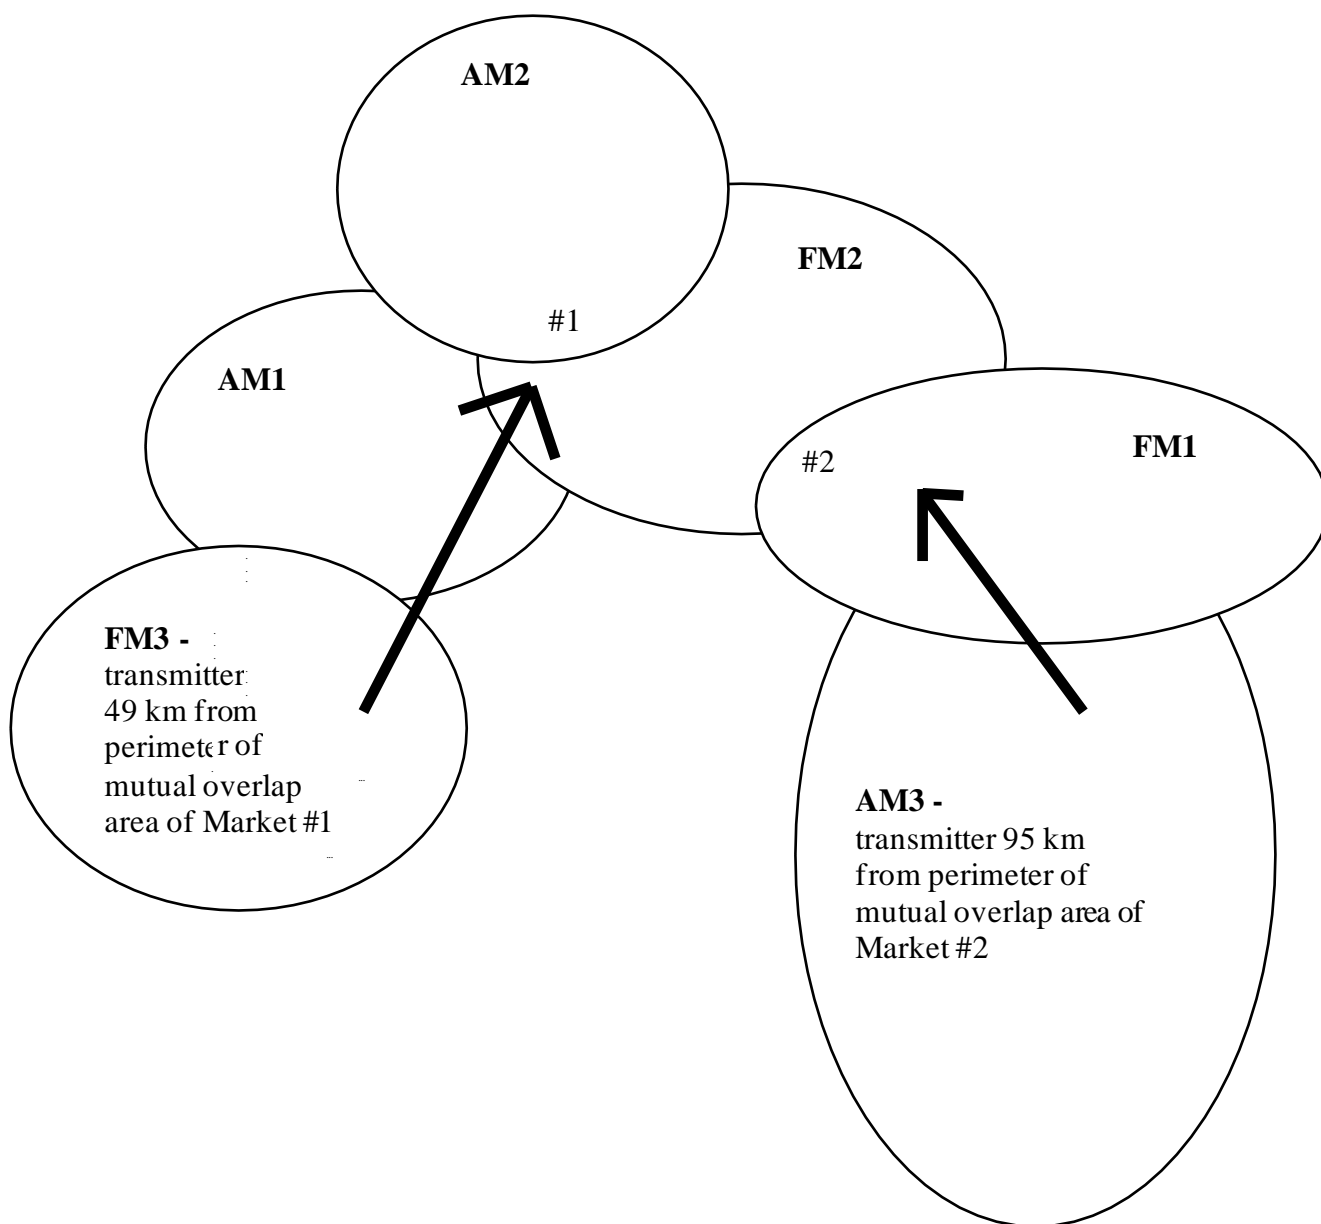 AM2
FM2
#1
AM1
FM1
#2
FM3 -
transmitter
49 km from
perimeter of
mutual overlap
area of Market #1
AM3 -
transmitter 95 km
from perimeter of
mutual overlap area of
Market #2